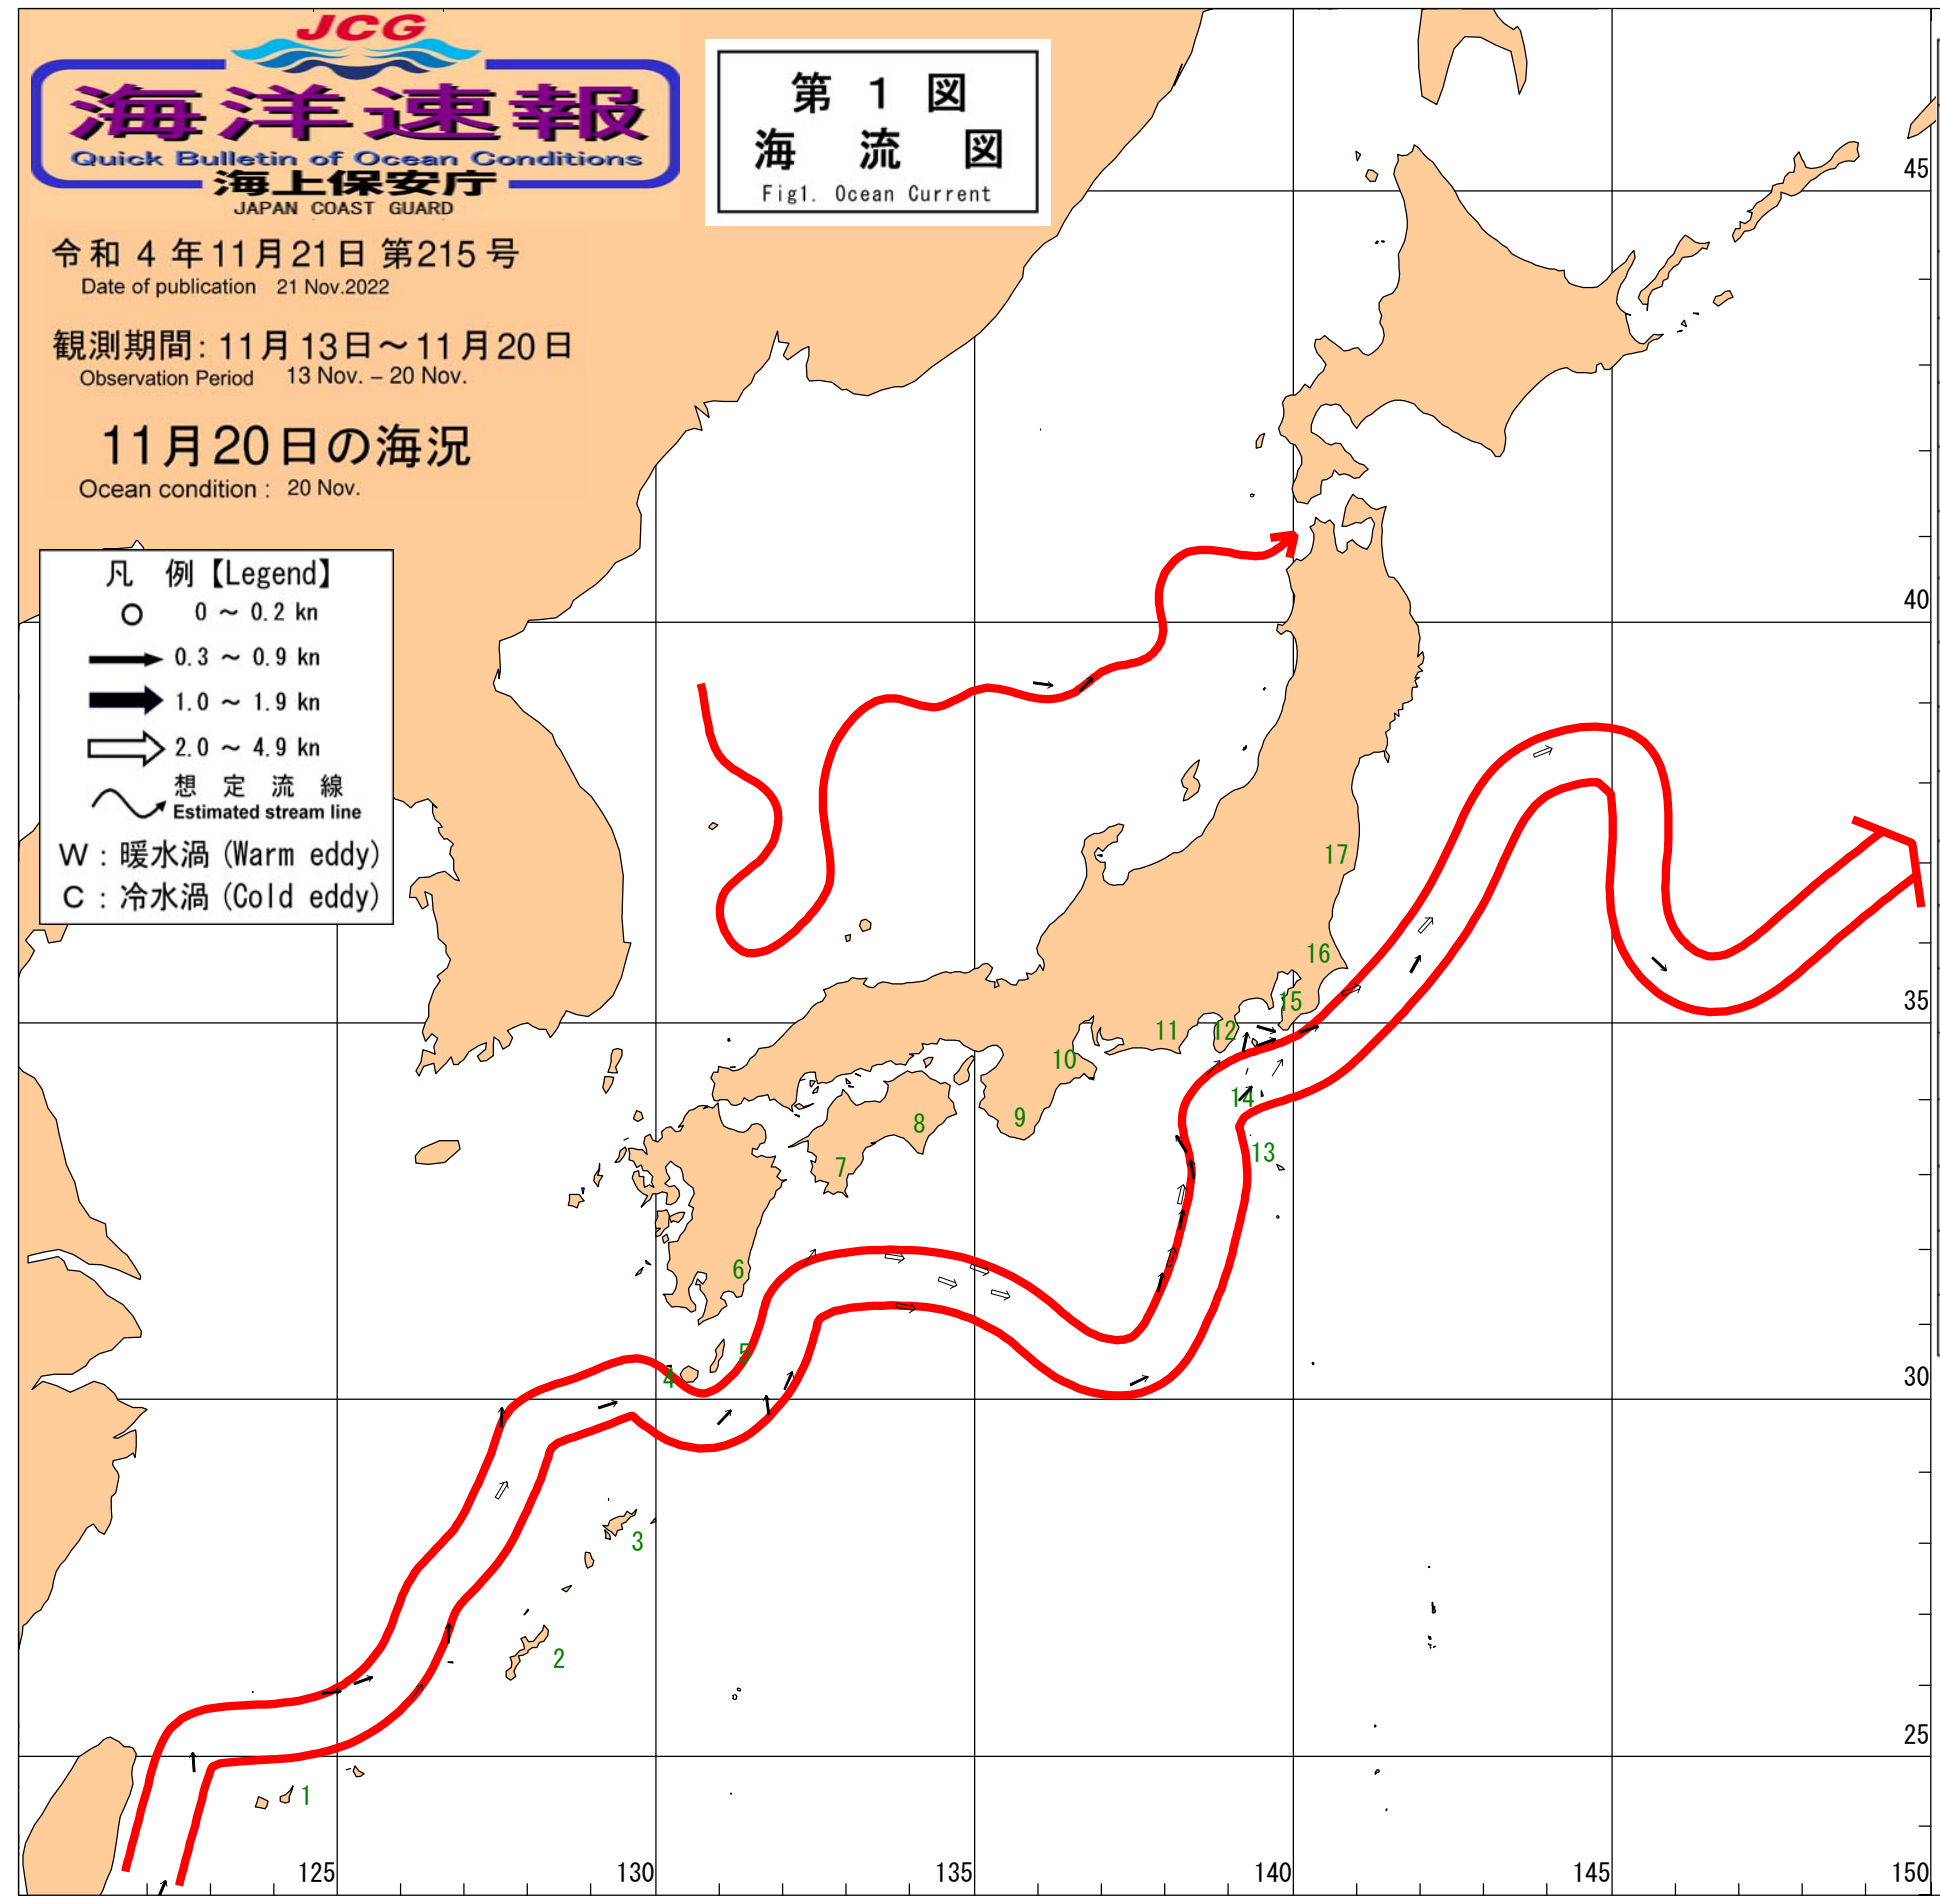 JCG
海洋速報
Quick Bulletin of Ocean Conditions
海上保安庁
JAPAN COAST GUARD
第 1 図
海 流 図
Fig1. Ocean Current
令和 4 年11月21日 第215号
Date of publication 21 Nov.2022
観測期間: 11月13日～11月20日
Observation Period 13 Nov. – 20 Nov.
11月20日の海況
Ocean condition : 20 Nov.
凡 例【Legend】
0 ～ 0.2 kn
0.3 ～ 0.9 kn
1.0 ～ 1.9 kn
2.0 ～ 4.9 kn
想 定 流 線
Estimated stream line
W : 暖水渦 (Warm eddy)
C : 冷水渦 (Cold eddy)
45
40
17
16
35
15
12
11
10
14
9
8
13
7
6
5
4
30
3
2
25
1
125
130
135
140
145
150